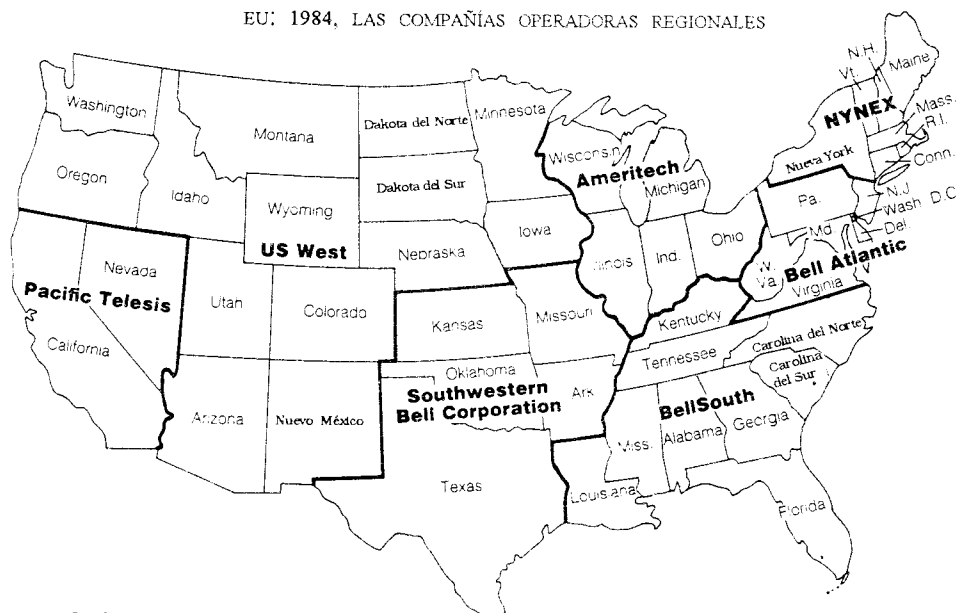 EU: 1984, LAS COMPAÑÍAS OPERADORAS REGIONALES
N.H.
Vt.
Maine
Washington
Montana
Dakota del Norte
Minnesota
NYNEX
Mass.
R.I.
Oregon
Idaho
Dakota del Sur
Wisconsin
Ameritech
Michigan
Nueva York
Conn.
Wyoming
Pa.
N.J.
Wash D.C.
US West
Nebraska
Iowa
Illinois
Ind.
Ohio
Md.
Del.
Nevada
W.
Va.
Bell Atlantic
Virginia
Pacific Telesis
Utah
Colorado
Kansas
Missouri
Kentucky
California
Oklahoma
Tennessee
Carolina del Norte
Carolina
del Sur
Arizona
Nuevo México
Southwestern
Bell Corporation
Ark
BellSouth
Miss.
Alabama
Georgia
Texas
Louisiana
Florida